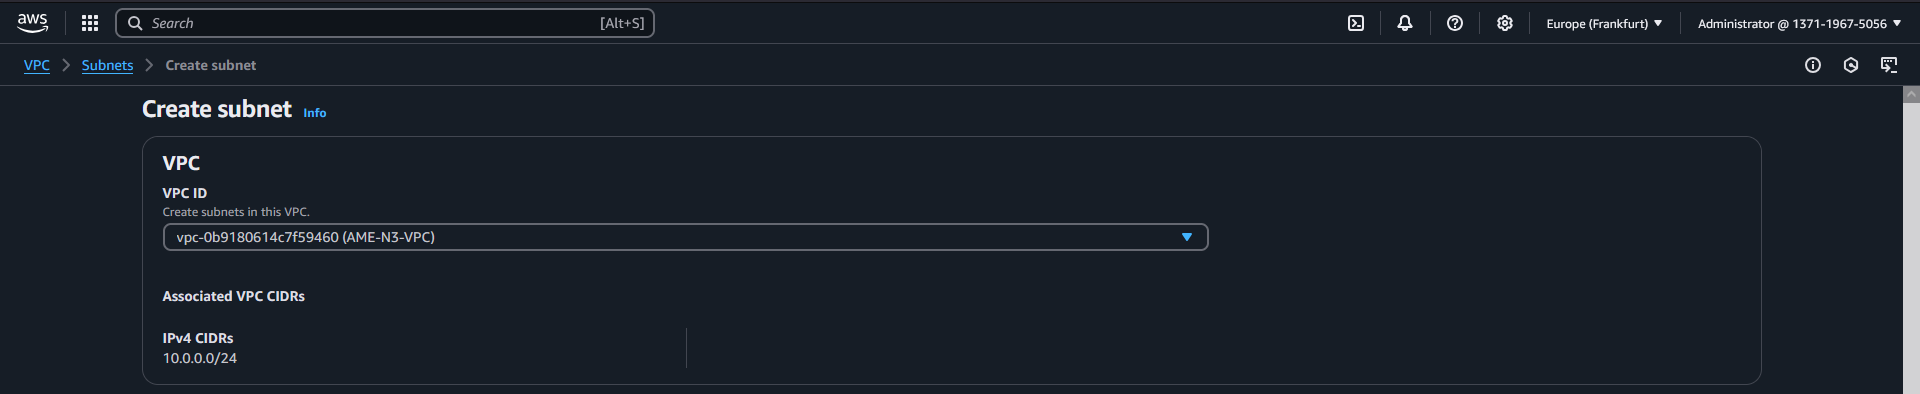 aws Search [Alt+S] Europe (Frankfurt) Administrator @ 1371-1967-5056
VPC Subnets Create subnet
Create subnet Info
VPC
VPC ID
Create subnets in this VPC.
vpc-0b9180614c7f59460 (AME-N3-VPC)
Associated VPC CIDRs
IPv4 CIDRs
10.0.0.0/24